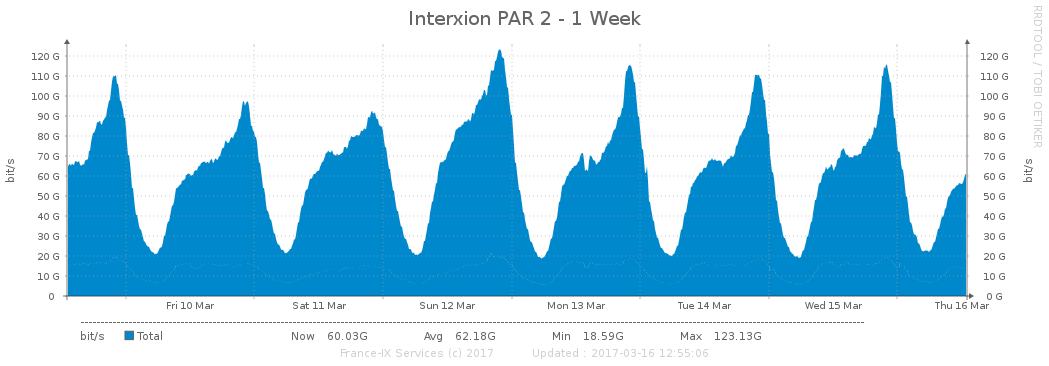 Interxion PAR 2 - 1 Week
RRDTOOL / TOBI OETIKER
120 G 120 G
110 G 110 G
100 G 100 G
90 G 90 G
80 G 80 G
70 G 70 G
60 G 60 G
50 G 50 G
40 G 40 G
30 G 30 G
20 G 20 G
10 G 10 G
0 0 G
bit/s
bit/s
Fri 10 Mar Sat 11 Mar Sun 12 Mar Mon 13 Mar Tue 14 Mar Wed 15 Mar Thu 16 Mar
bit/s Total Now 60.03G Avg 62.18G Min 18.59G Max 123.13G
France-IX Services (c) 2017 Updated : 2017-03-16 12:55:06